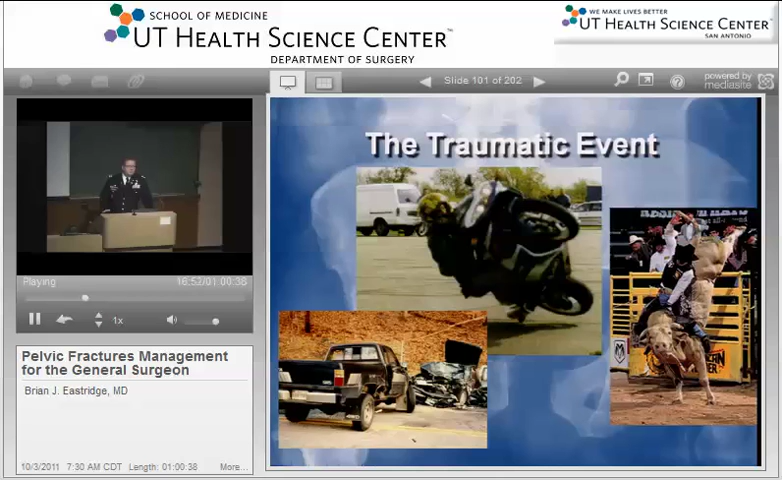 SCHOOL OF MEDICINE
UT HEALTH SCIENCE CENTER™
DEPARTMENT OF SURGERY
WE MAKE LIVES BETTER
UT HEALTH SCIENCE CENTER™
SAN ANTONIO
Slide 101 of 202
powered by
mediasite
The Traumatic Event
Playing
16:52/01:00:38
1x
Pelvic Fractures Management
for the General Surgeon
Brian J. Eastridge, MD
10/3/2011 7:30 AM CDT Length: 01:00:38 More...